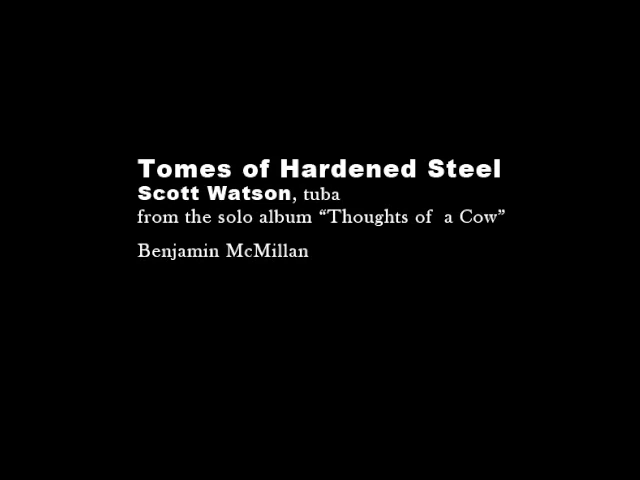 Tomes of Hardened Steel
Scott Watson, tuba
from the solo album “Thoughts of a Cow”
Benjamin McMillan